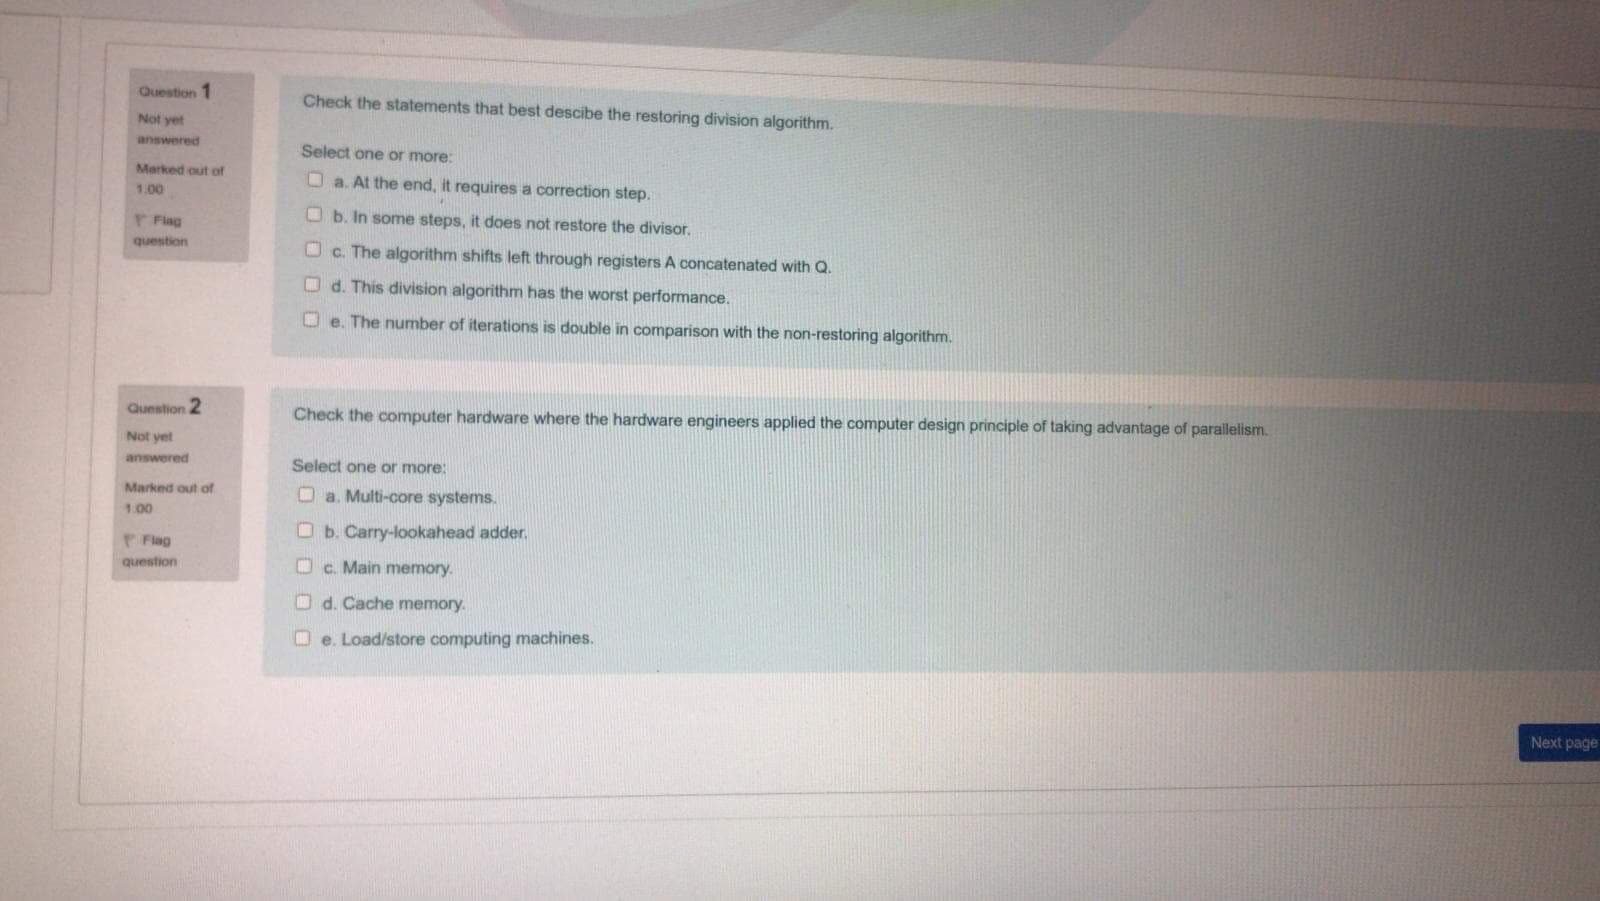 Question 1
Not yet
answered
Marked out of
1.00
Flag
question
Check the statements that best descibe the restoring division algorithm.
Select one or more:
a. At the end, it requires a correction step.
b. In some steps, it does not restore the divisor.
c. The algorithm shifts left through registers A concatenated with Q.
d. This division algorithm has the worst performance.
e. The number of iterations is double in comparison with the non-restoring algorithm.
Question 2
Not yet
answered
Marked out of
1.00
Flag
question
Check the computer hardware where the hardware engineers applied the computer design principle of taking advantage of parallelism.
Select one or more:
a. Multi-core systems.
b. Carry-lookahead adder.
c. Main memory.
d. Cache memory.
e. Load/store computing machines.
Next page